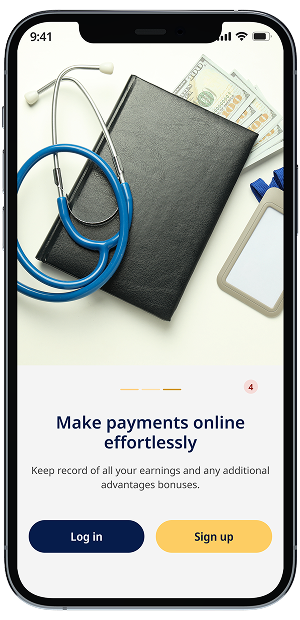 9:41
4
Make payments online
effortlessly
Keep record of all your earnings and any additional
advantages bonuses.
Log in
Sign up